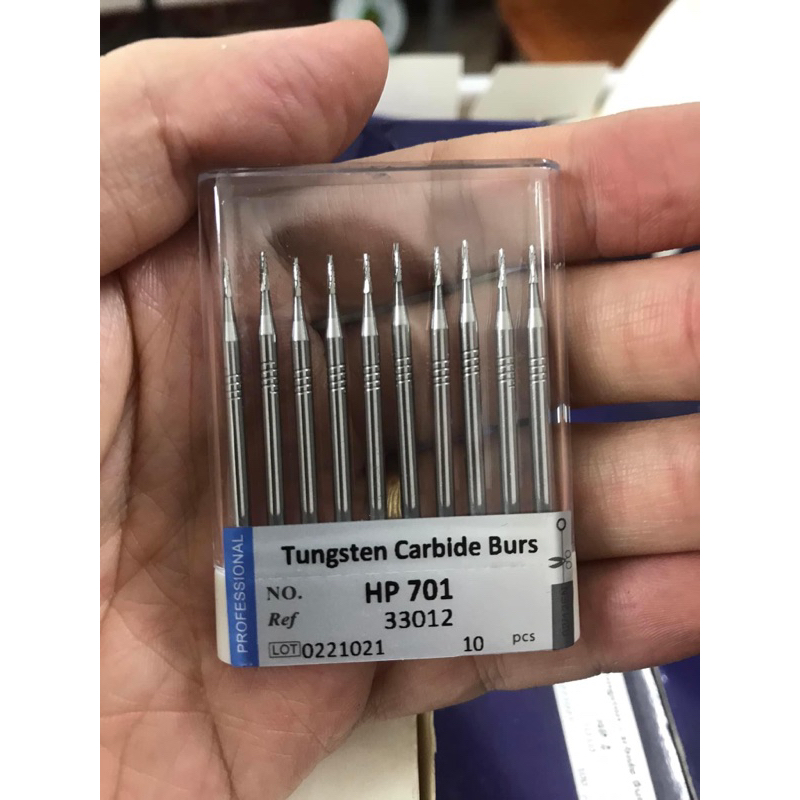 PROFESSIONAL
Tungsten Carbide Burs
NO. HP 701
Ref 33012
LOT 0221021 10 pcs